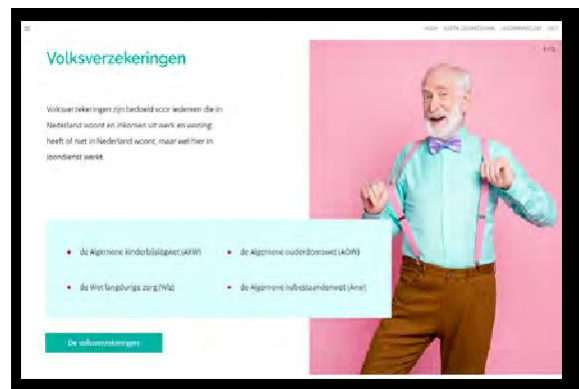 Volksverzekeringen
Volksverzekeringen zijn bedoeld voor iedereen die in
Nederland woont en inkomen uit werk en woning
heeft of niet in Nederland woont, maar wel hier in
loondienst werkt.
de Algemene kinderbijslagwet (AKW)
de Algemene ouderdomswet (AOW)
de Wet langdurige zorg (Wlz)
de Algemene nabestaandenwet (Anw)
De volksverzekeringen